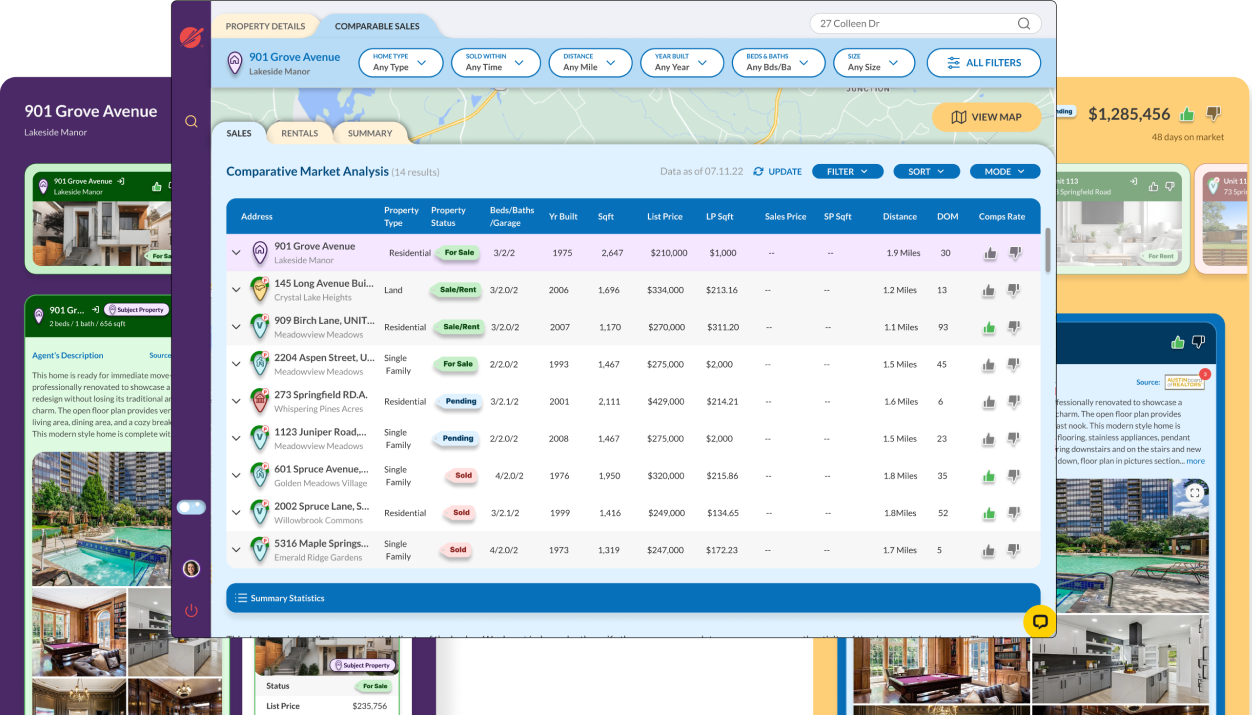 PROPERTY DETAILS
COMPARABLE SALES
27 Colleen Dr
901 Grove Avenue
Lakeside Manor
HOME TYPE
Any Type
SOLD WITHIN
Any Time
DISTANCE
Any Mile
YEAR BUILT
Any Year
BEDS & BATHS
Any Bds/Ba
SIZE
Any Size
ALL FILTERS
JUNCTION
VIEW MAP
SALES
RENTALS
SUMMARY
Comparative Market Analysis (14 results)
Data as of 07.11.22
UPDATE
FILTER
SORT
MODE
Address Property Type Property Status Beds/Baths /Garage Yr Built Sqft List Price LP Sqft Sales Price SP Sqft Distance DOM Comps Rate
901 Grove Avenue
Lakeside Manor
Residential For Sale 3/2/2 1975 2,647 $210,000 $1,000 -- -- 1.9 Miles 30
145 Long Avenue Bui...
Crystal Lake Heights
Land Sale/Rent 3/2.0/2 2006 1,696 $334,000 $213.16 -- -- 1.2 Miles 13
909 Birch Lane, UNIT...
Meadowview Meadows
Residential Sale/Rent 3/2.0/2 2007 1,170 $270,000 $311.20 -- -- 1.1 Miles 93
2204 Aspen Street, U...
Meadowview Meadows
Single Family For Sale 2/2.0/2 1993 1,467 $275,000 $2,000 -- -- 1.5 Miles 45
273 Springfield RD.A.
Whispering Pines Acres
Residential Pending 3/2.1/2 2001 2,111 $429,000 $214.21 -- -- 1.6 Miles 6
1123 Juniper Road,...
Meadowview Meadows
Single Family Pending 2/2.0/2 2008 1,467 $275,000 $2,000 -- -- 1.5 Miles 23
601 Spruce Avenue,...
Golden Meadows Village
Single Family Sold 4/2.0/2 1976 1,950 $320,000 $215.86 -- -- 1.8 Miles 35
2002 Spruce Lane, S...
Willowbrook Commons
Residential Sold 3/2.1/2 1999 1,416 $249,000 $134.65 -- -- 1.8Miles 52
5316 Maple Springs...
Emerald Ridge Gardens
Single Family Sold 4/2.0/2 1973 1,319 $247,000 $172.23 -- -- 1.7 Miles 5
Summary Statistics
901 Grove Avenue
Lakeside Manor
901 Grove Avenue
Lakeside Manor
For Sa
901 Gr...
Subject Property
2 beds / 1 bath / 656 sqft
Agent's Description
Source
This home is ready for immediate move-
professionally renovated to showcase a
redesign without losing its traditional ar
charm. The open floor plan provides ver
living area, dining area, and a cozy break
This modern style home is complete wit
Subject Property
Status
For Sale
List Price
$235,756
nding
$1,285,456
48 days on market
nit 113
Springfield Road
For Rent
Unit 11
73 Sprin
Source:
AUSTIN BOARD
OF REALTORS
3
fessionally renovated to showcase a
charm. The open floor plan provides
ast nook. This modern style home is
flooring, stainless appliances, pendant
ring downstairs and on the stairs and new
down, floor plan in pictures section... more